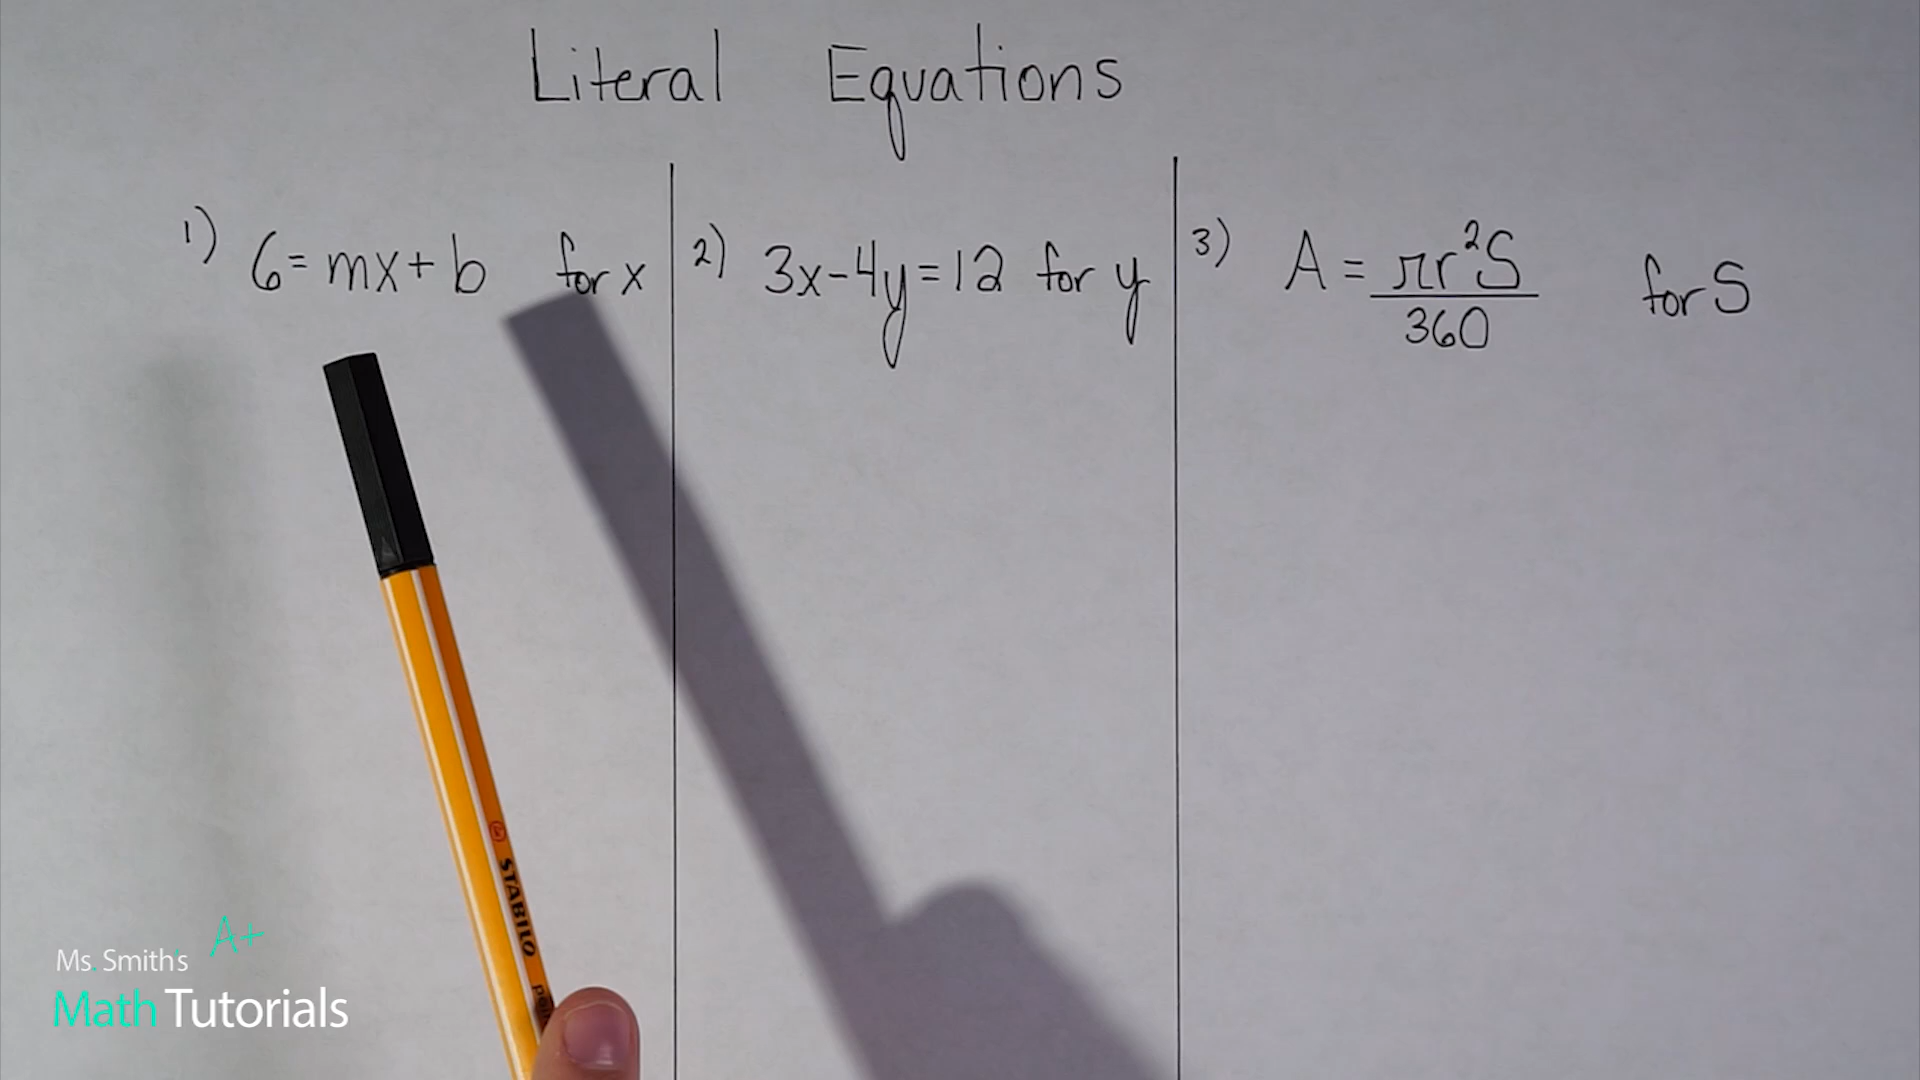 Literal Equations
1) 6 = mx + b for x
2) 3x - 4y = 12 for y
3) A = πr²S
360
for S
STABILO
Ms. Smith's A+
Math Tutorials